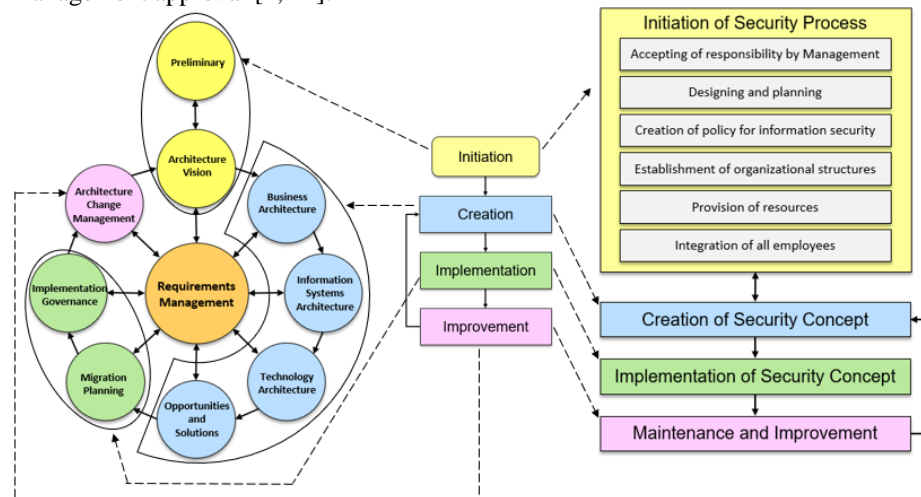 Initiation of Security Process
Accepting of responsibility by Management
Designing and planning
Creation of policy for information security
Establishment of organizational structures
Provision of resources
Integration of all employees
Creation of Security Concept
Implementation of Security Concept
Maintenance and Improvement
Initiation
Creation
Implementation
Improvement
Preliminary
Architecture
Vision
Business
Architecture
Information
Systems
Architecture
Technology
Architecture
Opportunities
and
Solutions
Migration
Planning
Implementation
Governance
Architecture
Change
Management
Requirements
Management